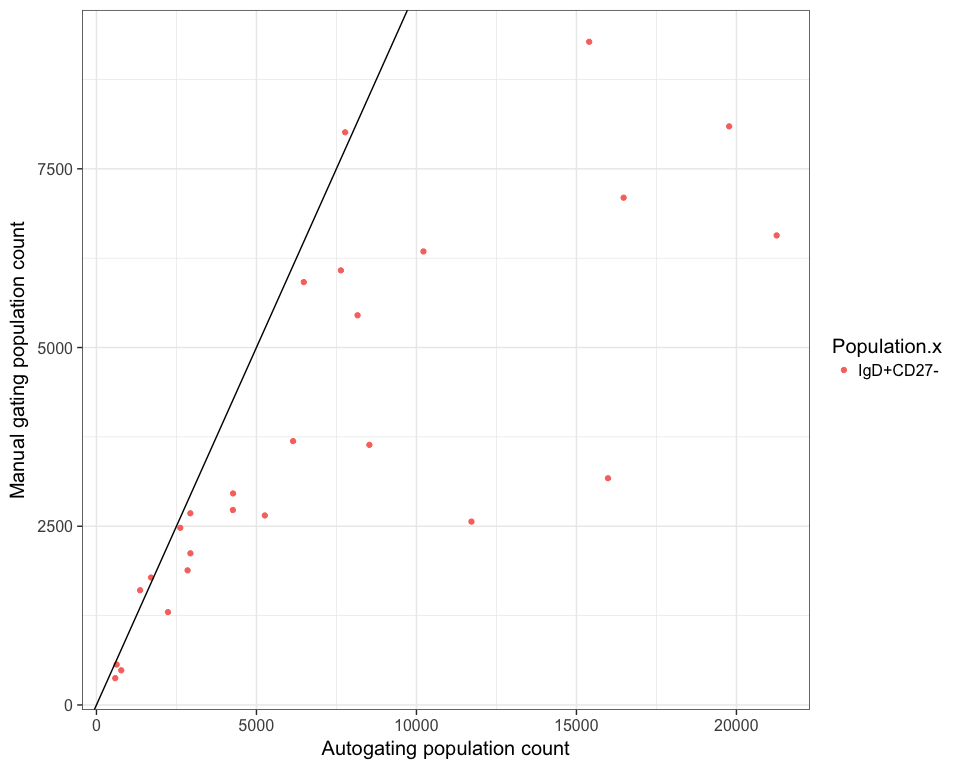 Manual gating population count
7500
5000
2500
0
0 5000 10000 15000 20000
Autogating population count
Population.x
IgD+CD27-